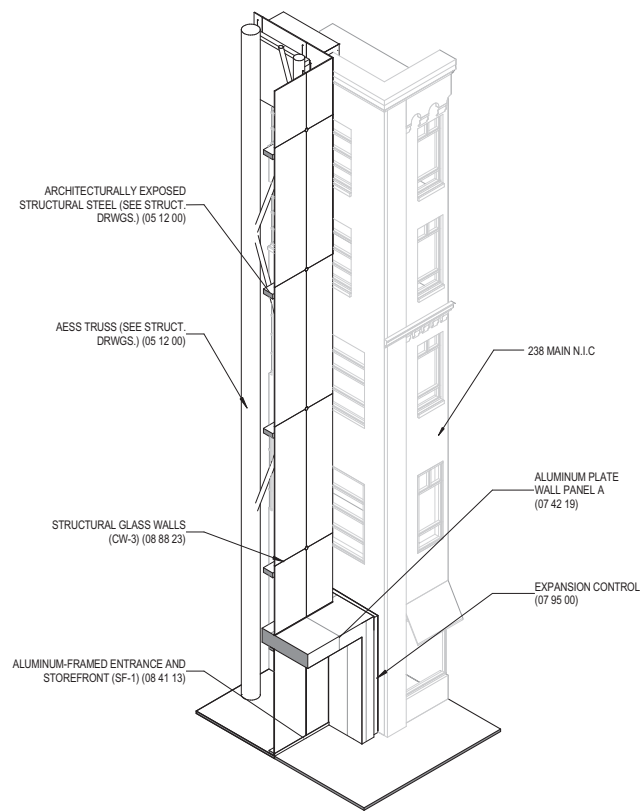 ARCHITECTURALLY EXPOSED
STRUCTURAL STEEL (SEE STRUCT.
DRWGS.) (05 12 00)
AESS TRUSS (SEE STRUCT.
DRWGS.) (05 12 00)
STRUCTURAL GLASS WALLS
(CW-3) (08 88 23)
ALUMINUM-FRAMED ENTRANCE AND
STOREFRONT (SF-1) (08 41 13)
238 MAIN N.I.C
ALUMINUM PLATE
WALL PANEL A
(07 42 19)
EXPANSION CONTROL
(07 95 00)